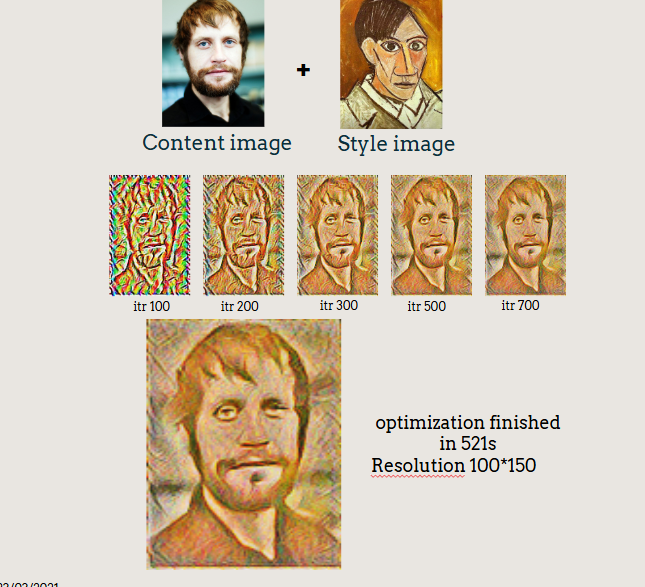 +
Content image
Style image
itr 100
itr 200
itr 300
itr 500
itr 700
optimization finished
in 521s
Resolution 100*150